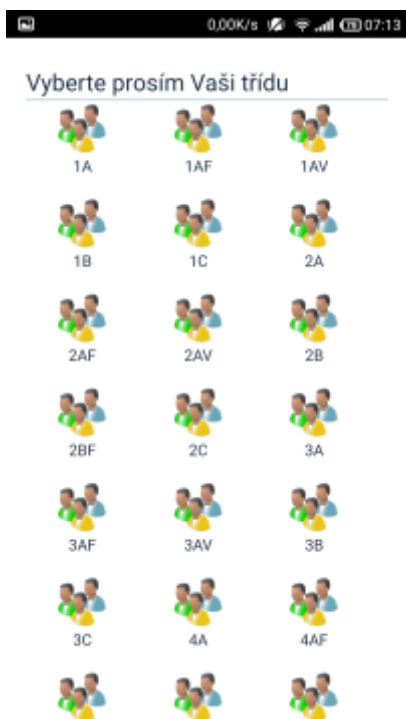 0,00K/s 78 07:13
Vyberte prosím Vaši třídu
1A 1AF 1AV
1B 1C 2A
2AF 2AV 2B
2BF 2C 3A
3AF 3AV 3B
3C 4A 4AF